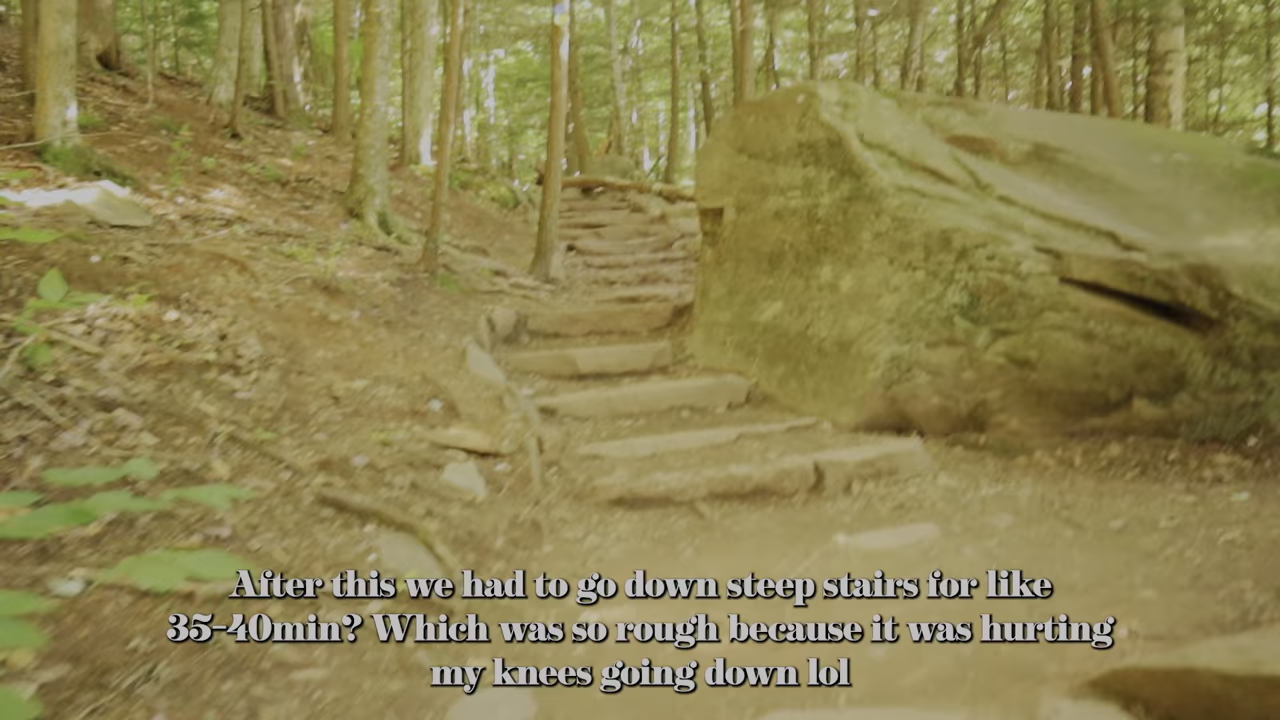 After this we had to go down steep stairs for like
35-40min? Which was so rough because it was hurting
my knees going down lol